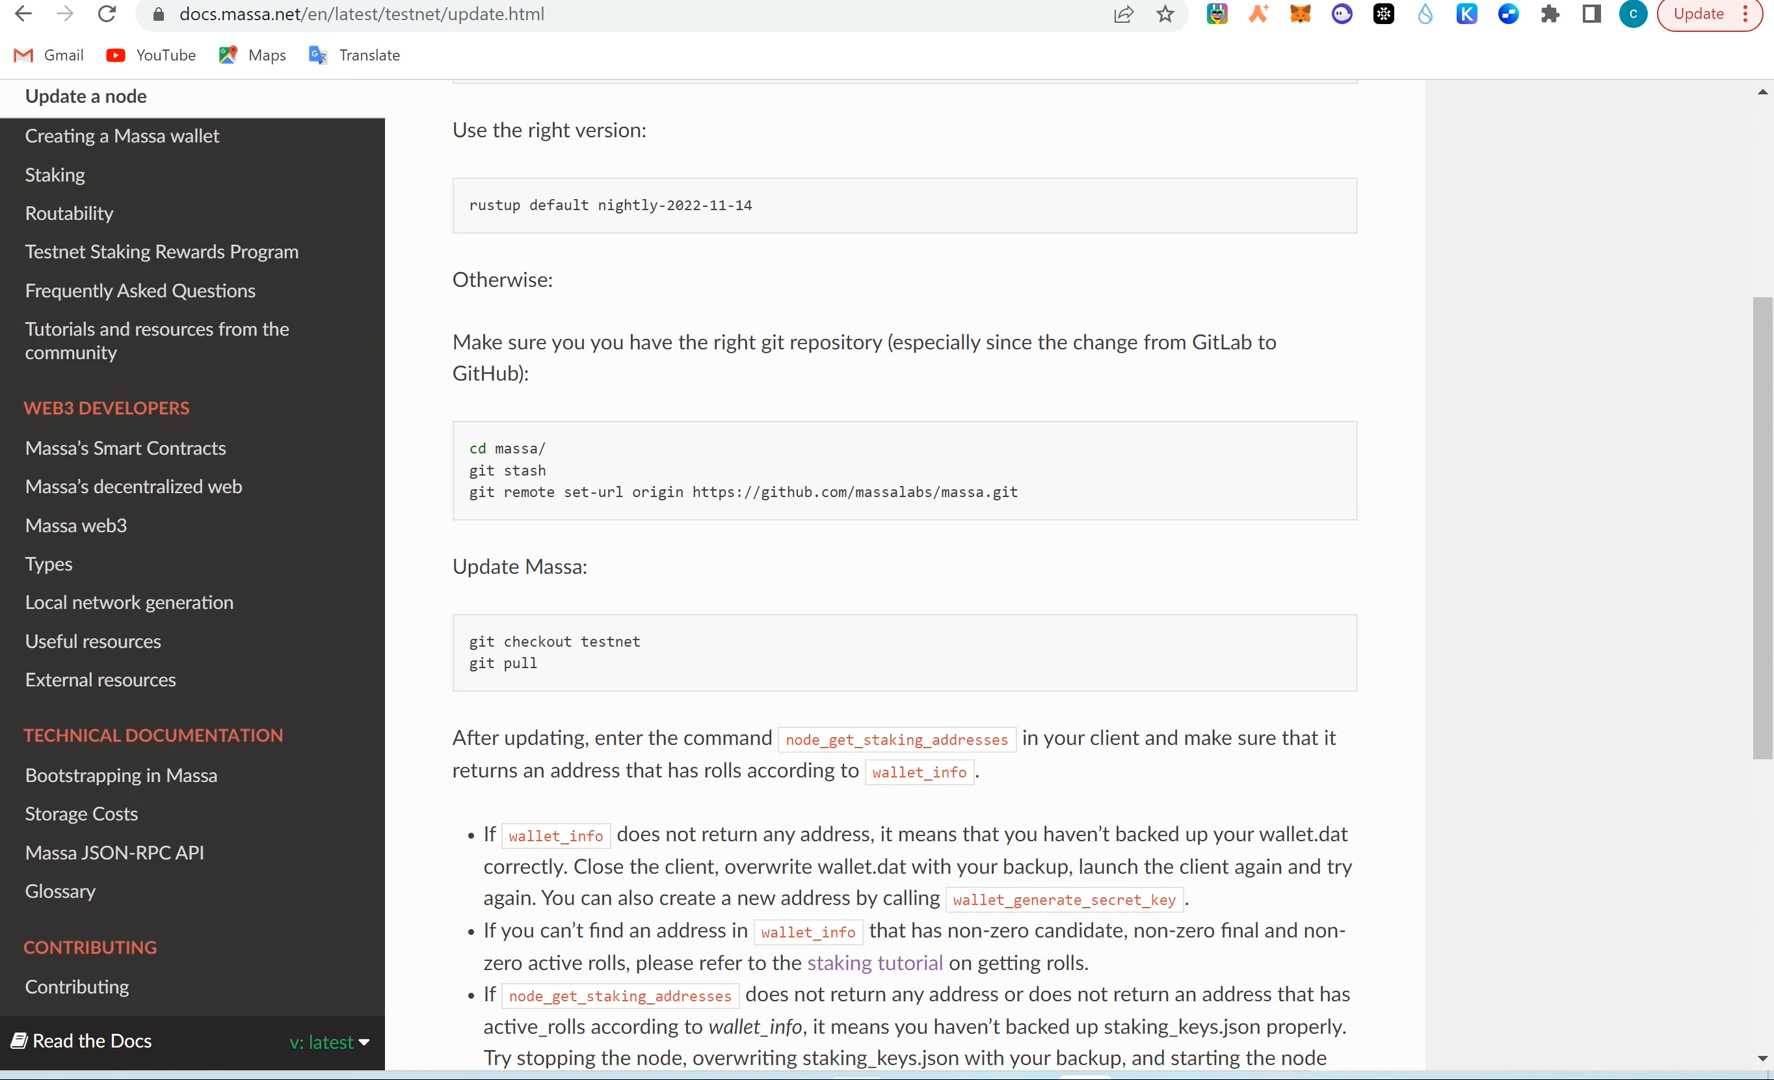 docs.massa.net/en/latest/testnet/update.html
C
Update
Gmail
YouTube
Maps
Translate
Update a node
Creating a Massa wallet
Staking
Routability
Testnet Staking Rewards Program
Frequently Asked Questions
Tutorials and resources from the
community
WEB3 DEVELOPERS
Massa’s Smart Contracts
Massa’s decentralized web
Massa web3
Types
Local network generation
Useful resources
External resources
TECHNICAL DOCUMENTATION
Bootstrapping in Massa
Storage Costs
Massa JSON-RPC API
Glossary
CONTRIBUTING
Contributing
Read the Docs
v: latest
Use the right version:
rustup default nightly-2022-11-14
Otherwise:
Make sure you you have the right git repository (especially since the change from GitLab to
GitHub):
cd massa/
git stash
git remote set-url origin https://github.com/massalabs/massa.git
Update Massa:
git checkout testnet
git pull
After updating, enter the command node_get_staking_addresses in your client and make sure that it
returns an address that has rolls according to wallet_info .
• If wallet_info does not return any address, it means that you haven’t backed up your wallet.dat
correctly. Close the client, overwrite wallet.dat with your backup, launch the client again and try
again. You can also create a new address by calling wallet_generate_secret_key .
• If you can’t find an address in wallet_info that has non-zero candidate, non-zero final and non-
zero active rolls, please refer to the staking tutorial on getting rolls.
• If node_get_staking_addresses does not return any address or does not return an address that has
active_rolls according to wallet_info, it means you haven’t backed up staking_keys.json properly.
Try stopping the node, overwriting staking_keys.json with your backup, and starting the node